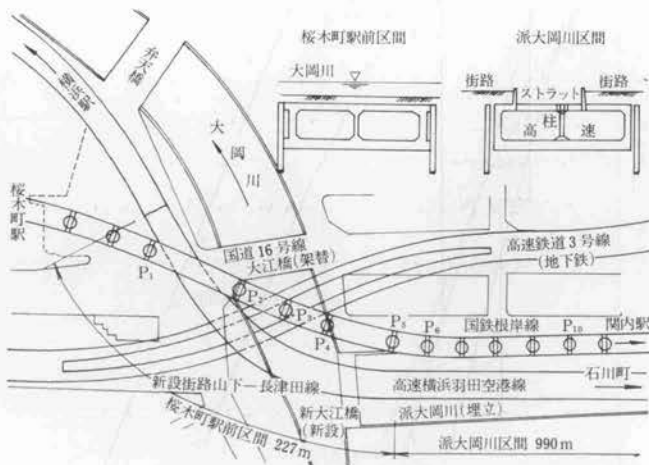 桜木町駅前区間
大岡川
派大岡川区間
街路
ストラット
街路
柱
高 速
弁天橋
横浜駅
大岡川
桜木町駅
国道16号線
大江橋(架替)
高速鉄道3号線
(地下鉄)
P1
P2
P3
P4
P5
P6
国鉄根岸線
P10
関内駅
石川町
新設街路山下―長津田線
高速横浜羽田空港線
新大江橋
(新設)
派大岡川(埋立)
桜木町駅前区間 227m
派大岡川区間 990m